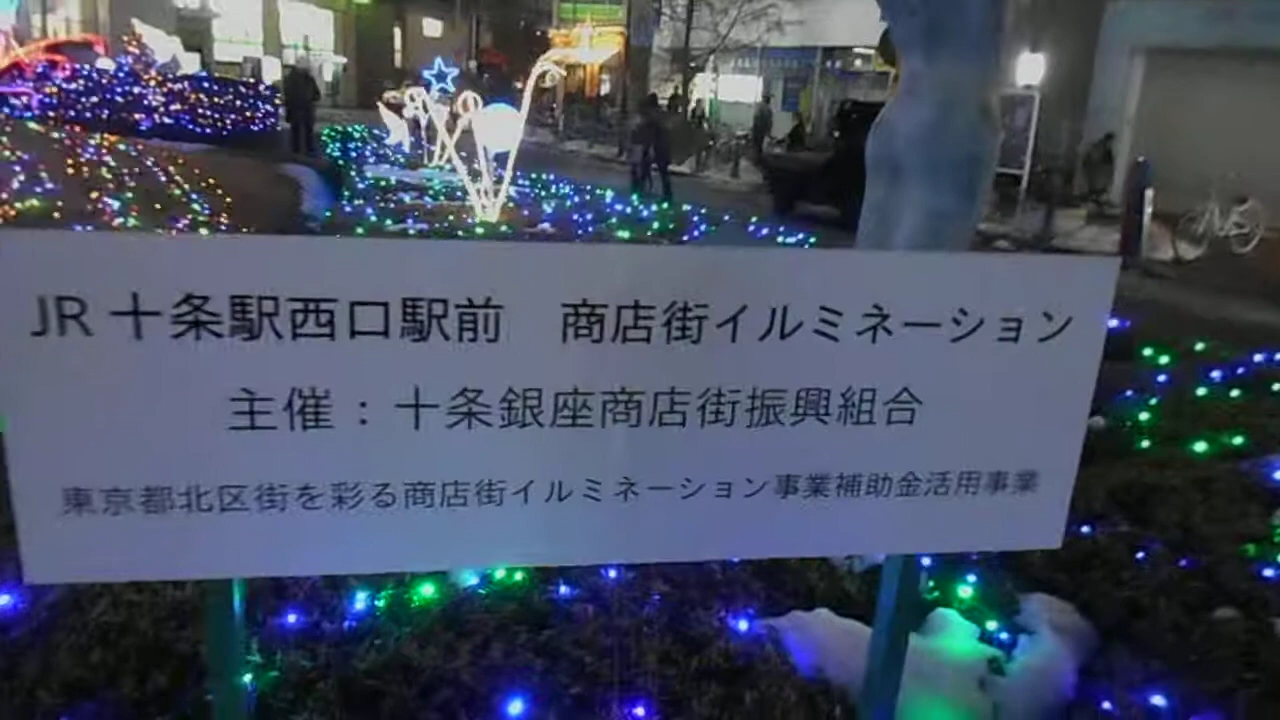 JR 十条駅西口駅前　商店街イルミネーション
主催：十条銀座商店街振興組合
東京都北区街を彩る商店街イルミネーション事業補助金活用事業